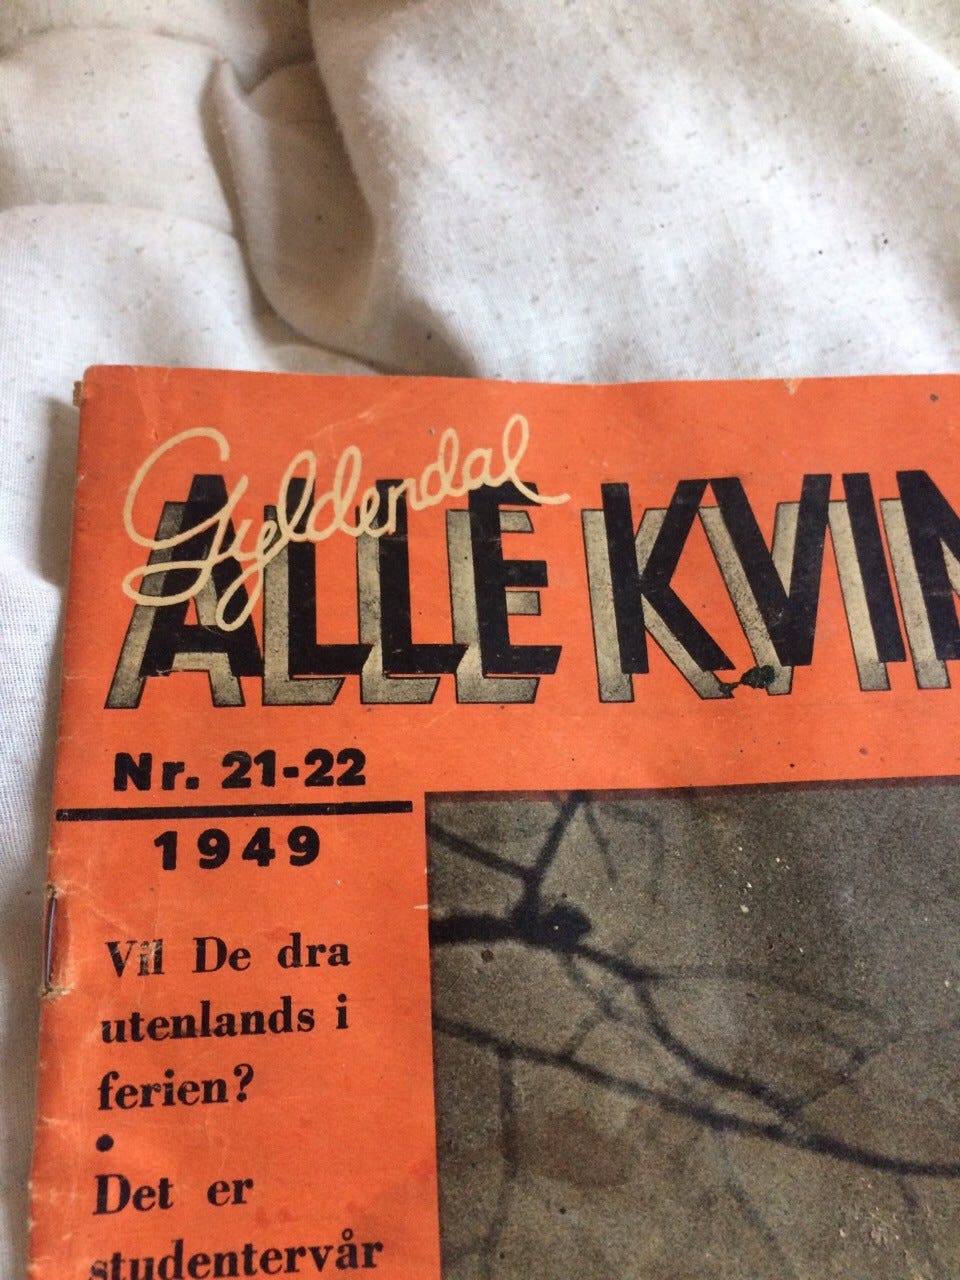 Gyldendal
ALLE KVIN
Nr. 21-22
1949
Vil De dra
utenlands i
ferien?
•
Det er
studentervår